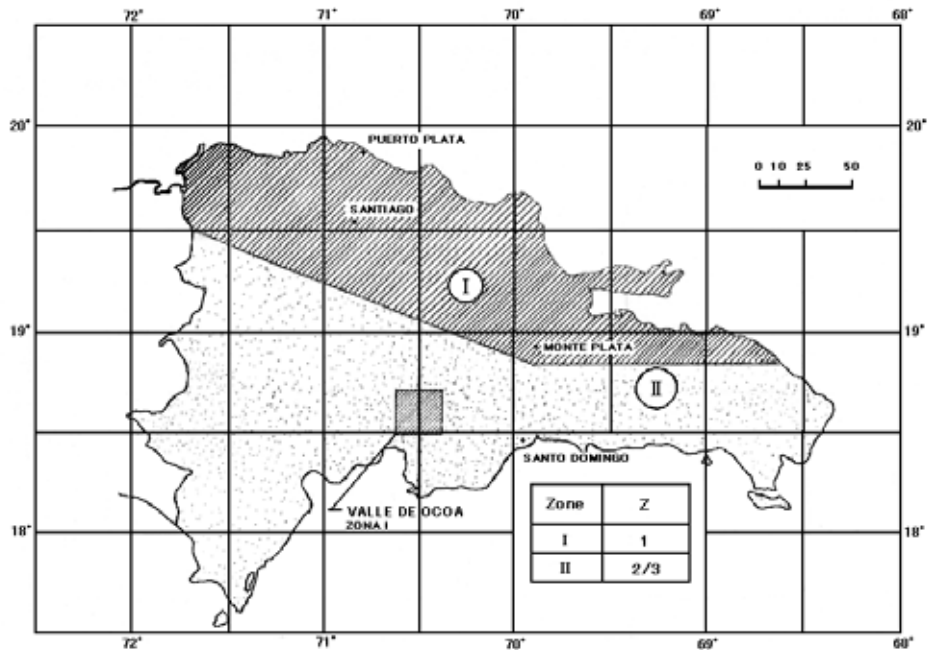 72° 71° 70° 69° 68°
20° 20°
PUERTO PLATA
0 10 25 50
SANTIAGO
I
19° 19°
MONTE PLATA
II
SANTO DOMINGO
VALLE DE OCOA
ZONA I
Zone Z
I 1
II 2/3
18° 18°
72° 71° 70° 69° 68°